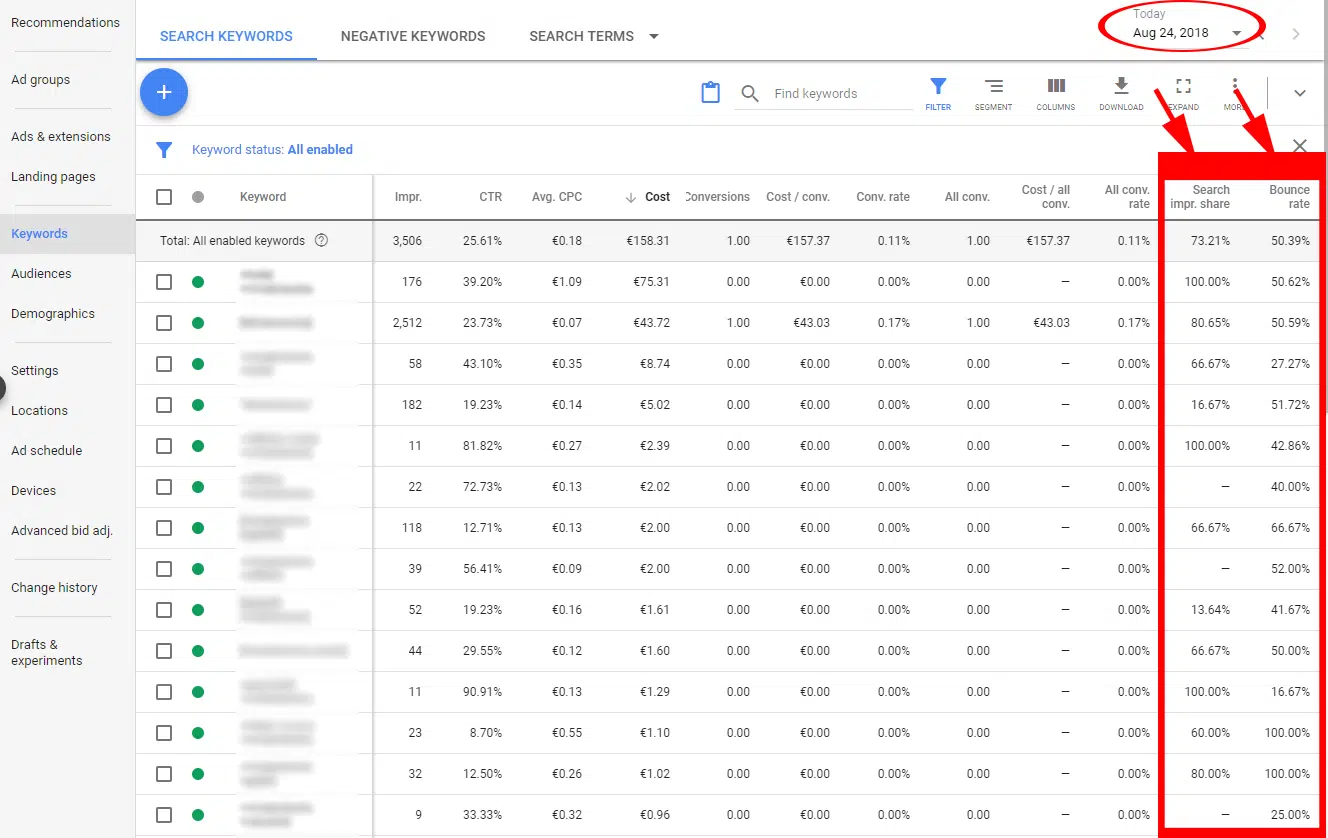 Recommendations
Ad groups
Ads & extensions
Landing pages
Keywords
Audiences
Demographics
Settings
Locations
Ad schedule
Devices
Advanced bid adj.
Change history
Drafts &
experiments
SEARCH KEYWORDS NEGATIVE KEYWORDS SEARCH TERMS
Today
Aug 24, 2018
Find keywords
FILTER SEGMENT COLUMNS DOWNLOAD EXPAND MORE
Keyword status: All enabled
Keyword Impr. CTR Avg. CPC Cost Conversions Cost / conv. Conv. rate All conv. Cost / all conv. All conv. rate Search impr. share Bounce rate
Total: All enabled keywords 3,506 25.61% €0.18 €158.31 1.00 €157.37 0.11% 1.00 €157.37 0.11% 73.21% 50.39%
176 39.20% €1.09 €75.31 0.00 €0.00 0.00% 0.00 — 0.00% 100.00% 50.62%
2,512 23.73% €0.07 €43.72 1.00 €43.03 0.17% 1.00 €43.03 0.17% 80.65% 50.59%
58 43.10% €0.35 €8.74 0.00 €0.00 0.00% 0.00 — 0.00% 66.67% 27.27%
182 19.23% €0.14 €5.02 0.00 €0.00 0.00% 0.00 — 0.00% 16.67% 51.72%
11 81.82% €0.27 €2.39 0.00 €0.00 0.00% 0.00 — 0.00% 100.00% 42.86%
22 72.73% €0.13 €2.02 0.00 €0.00 0.00% 0.00 — 0.00% — 40.00%
118 12.71% €0.13 €2.00 0.00 €0.00 0.00% 0.00 — 0.00% 66.67% 66.67%
39 56.41% €0.09 €2.00 0.00 €0.00 0.00% 0.00 — 0.00% — 52.00%
52 19.23% €0.16 €1.61 0.00 €0.00 0.00% 0.00 — 0.00% 13.64% 41.67%
44 29.55% €0.12 €1.60 0.00 €0.00 0.00% 0.00 — 0.00% 66.67% 50.00%
11 90.91% €0.13 €1.29 0.00 €0.00 0.00% 0.00 — 0.00% 100.00% 16.67%
23 8.70% €0.55 €1.10 0.00 €0.00 0.00% 0.00 — 0.00% 60.00% 100.00%
32 12.50% €0.26 €1.02 0.00 €0.00 0.00% 0.00 — 0.00% 80.00% 100.00%
9 33.33% €0.32 €0.96 0.00 €0.00 0.00% 0.00 — 0.00% — 25.00%